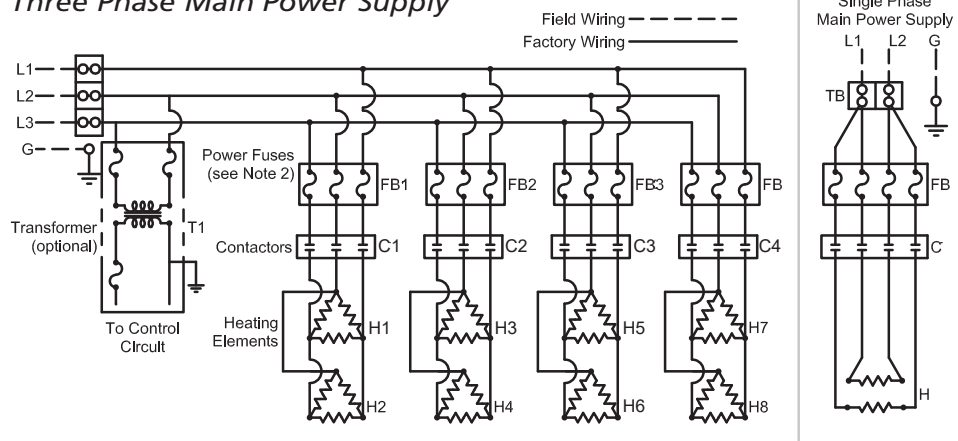 Three Phase Main Power Supply
Field Wiring
Factory Wiring
L1
L2
L3
G
Power Fuses
(see Note 2)
FB1
FB2
FB3
FB
Transformer
(optional)
T1
Contactors
C1
C2
C3
C4
To Control
CIrcuit
Heating
Elements
H1
H3
H5
H7
H2
H4
H6
H8
Single Phase
Main Power Supply
L1 L2 G
TB
FB
C
H